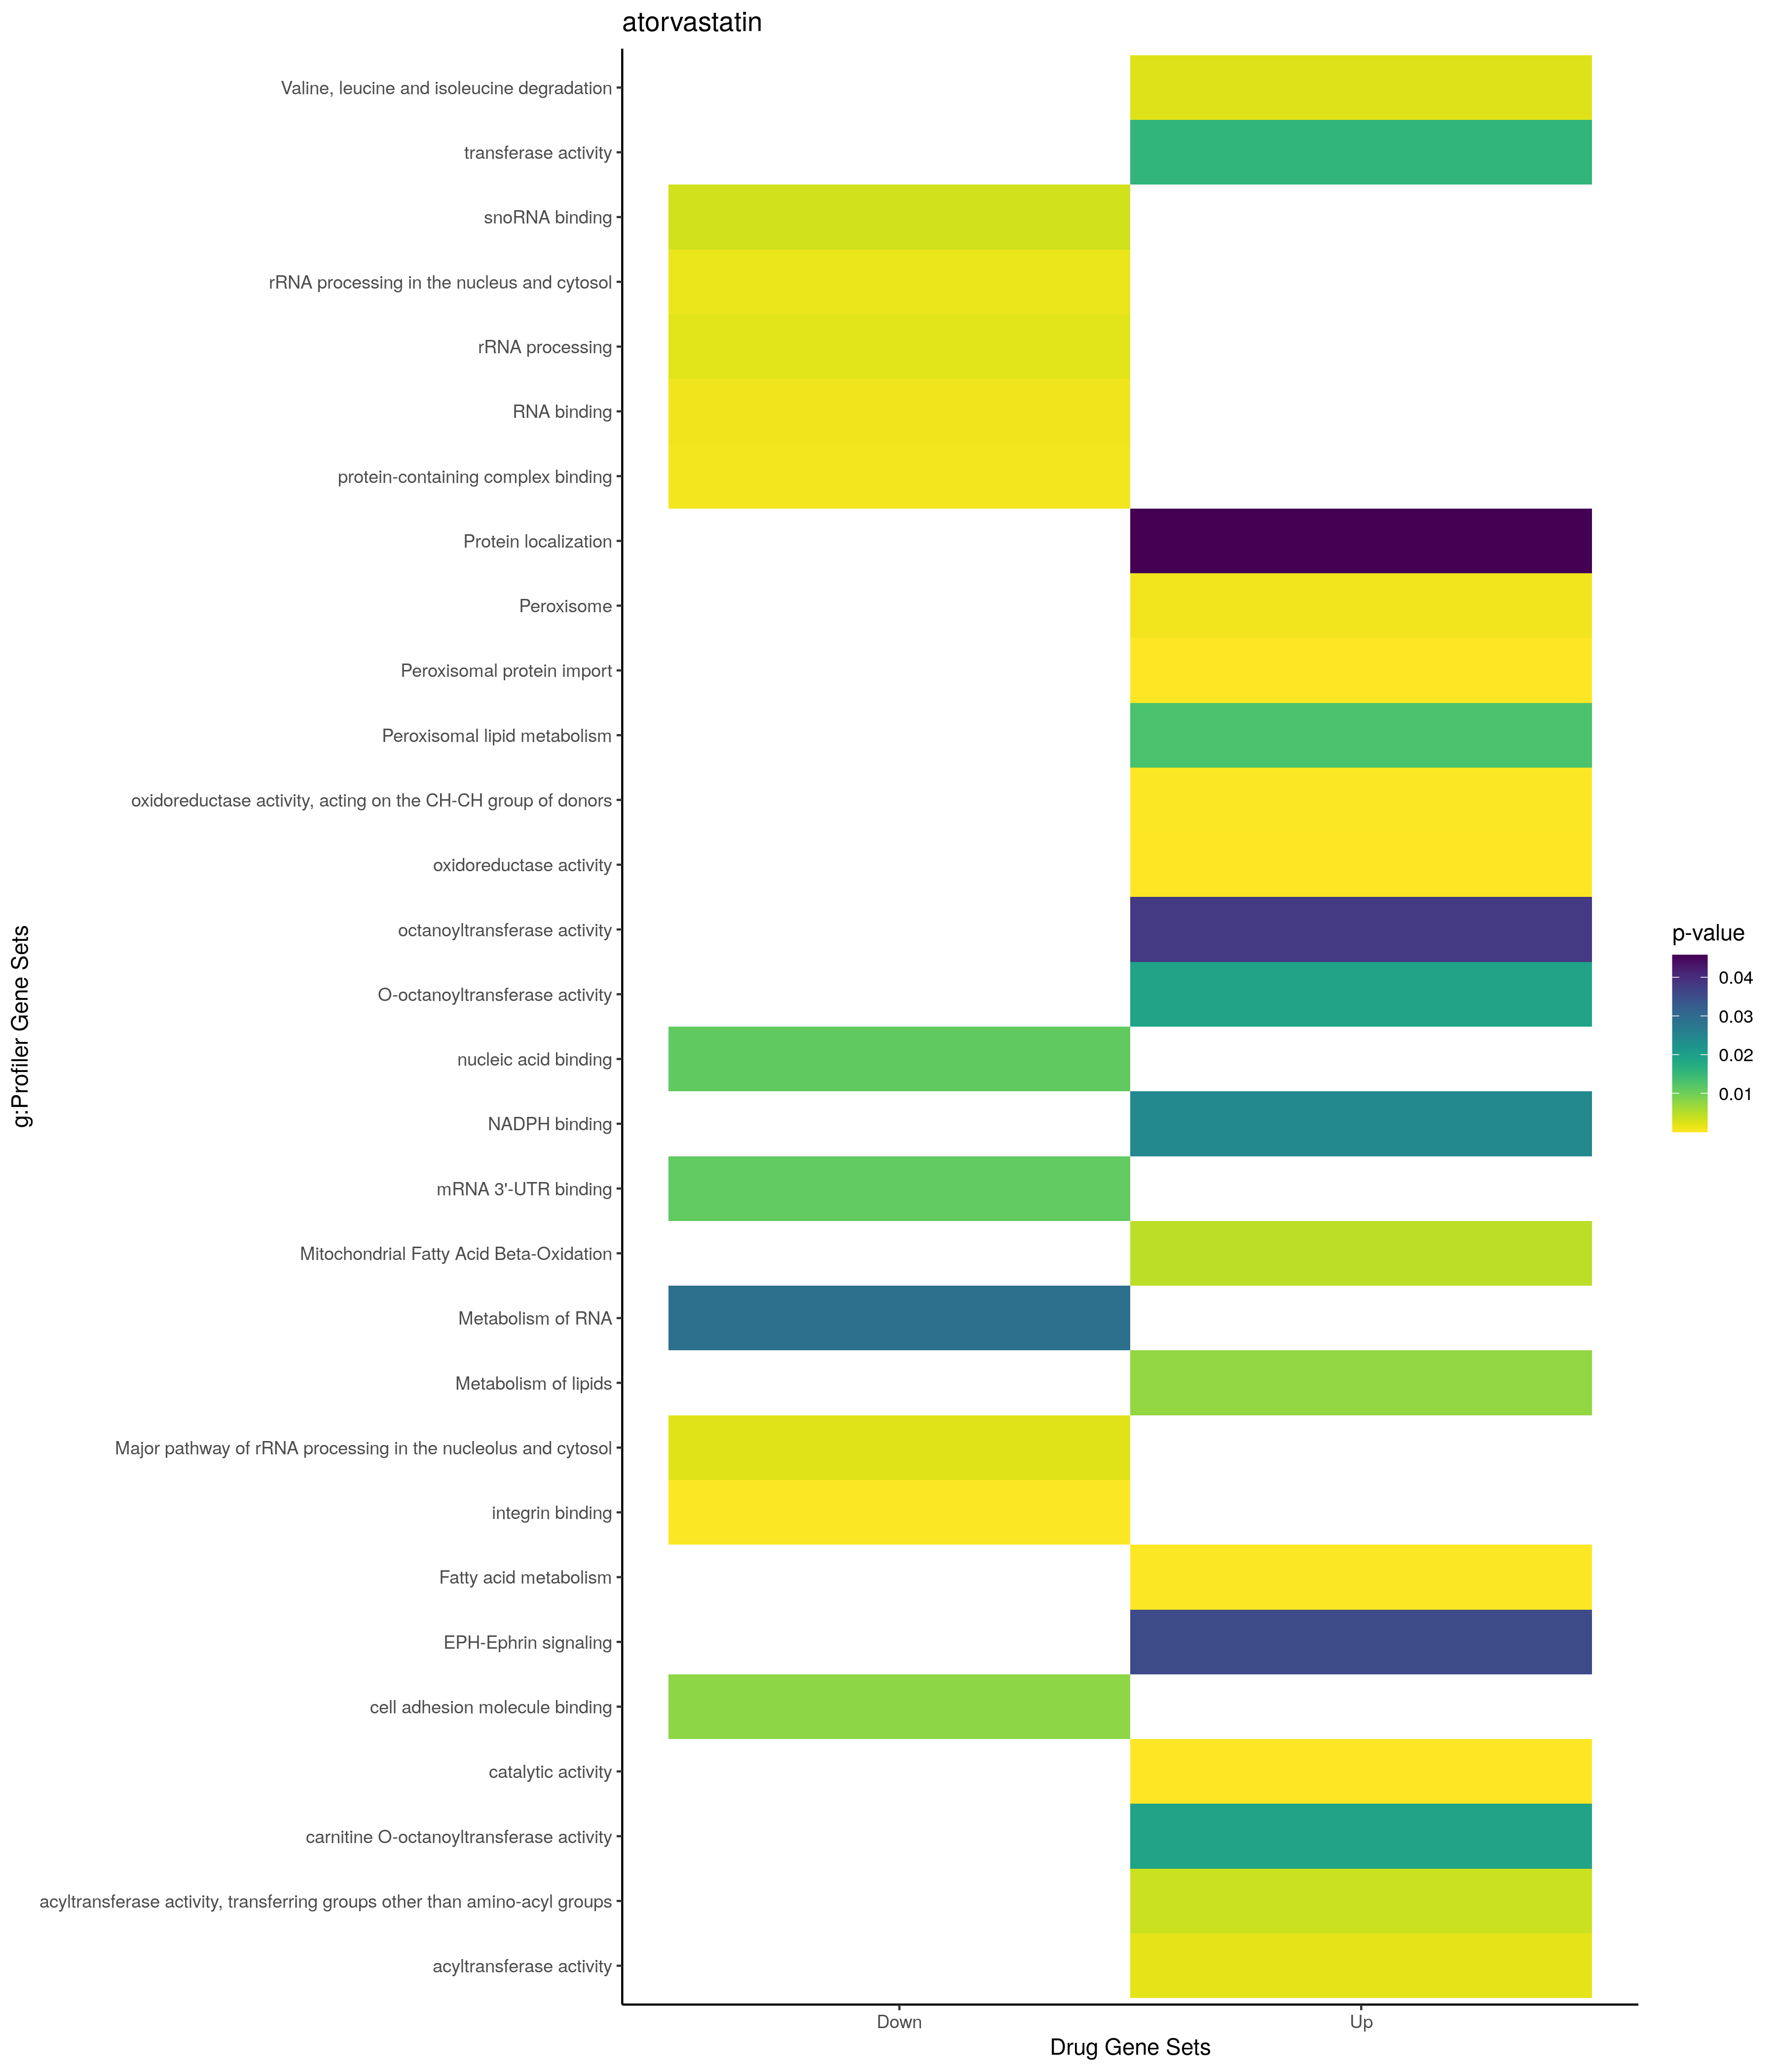 atorvastatin
Valine, leucine and isoleucine degradation
transferase activity
snoRNA binding
rRNA processing in the nucleus and cytosol
rRNA processing
RNA binding
protein-containing complex binding
Protein localization
Peroxisome
Peroxisomal protein import
Peroxisomal lipid metabolism
oxidoreductase activity, acting on the CH-CH group of donors
oxidoreductase activity
octanoyltransferase activity
O-octanoyltransferase activity
nucleic acid binding
NADPH binding
mRNA 3'-UTR binding
Mitochondrial Fatty Acid Beta-Oxidation
Metabolism of RNA
Metabolism of lipids
Major pathway of rRNA processing in the nucleolus and cytosol
integrin binding
Fatty acid metabolism
EPH-Ephrin signaling
cell adhesion molecule binding
catalytic activity
carnitine O-octanoyltransferase activity
acyltransferase activity, transferring groups other than amino-acyl groups
acyltransferase activity
g:Profiler Gene Sets
Down
Up
Drug Gene Sets
p-value
0.04
0.03
0.02
0.01